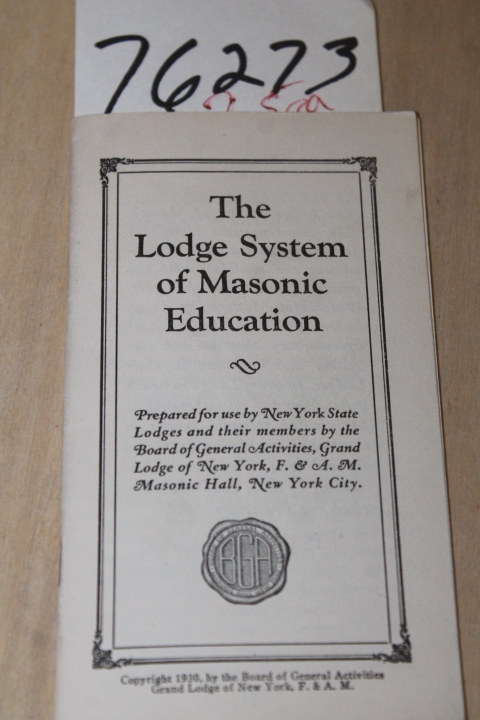 76273
The
Lodge System
of Masonic
Education
Prepared for use by New York State
Lodges and their members by the
Board of General Activities, Grand
Lodge of New York, F. & A. M.
Masonic Hall, New York City.
BGA
Copyright 1930, by the Board of General Activities
Grand Lodge of New York, F. & A. M.